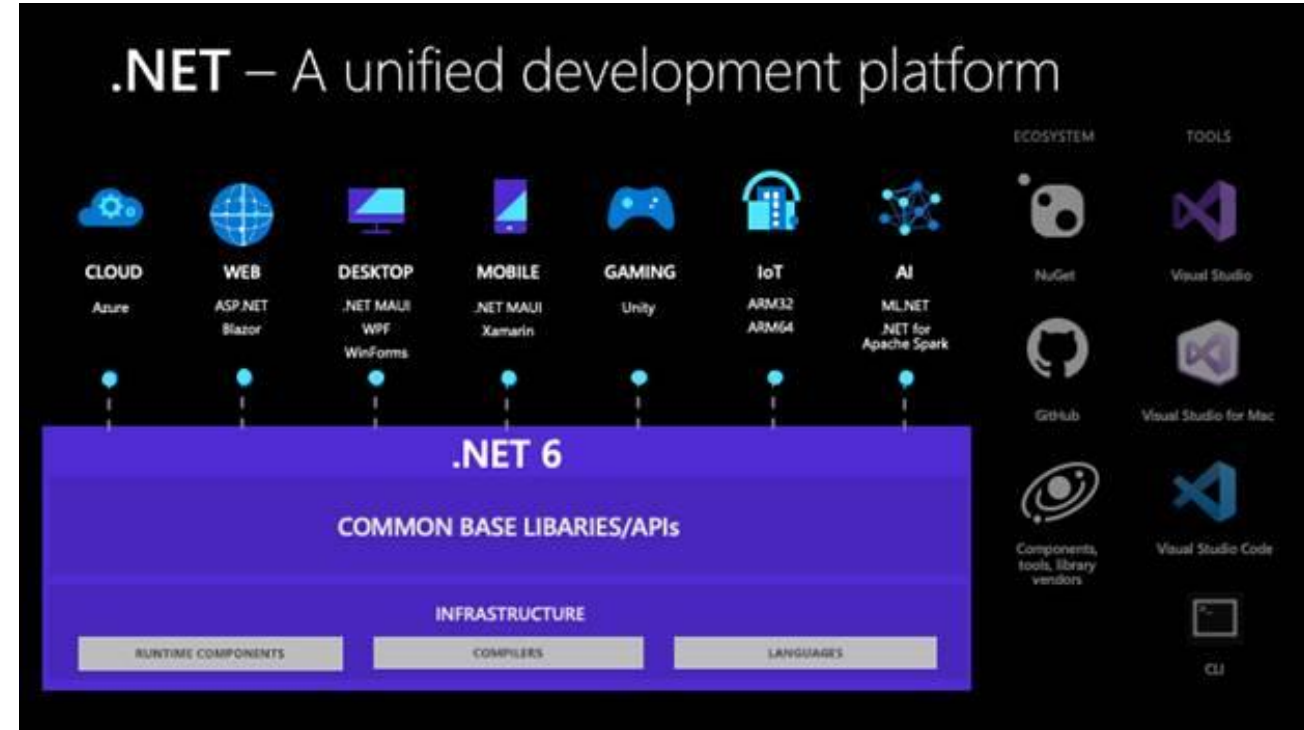 .NET – A unified development platform
ECOSYSTEM
TOOLS
CLOUD
Azure
WEB
ASP.NET
Blazor
DESKTOP
.NET MAUI
WPF
WinForms
MOBILE
.NET MAUI
Xamarin
GAMING
Unity
IoT
ARM32
ARM64
AI
ML.NET
.NET for
Apache Spark
NuGet
Visual Studio
GitHub
Visual Studio for Mac
Components,
tools, library
vendors
Visual Studio Code
CLI
.NET 6
COMMON BASE LIBARIES/APIs
INFRASTRUCTURE
RUNTIME COMPONENTS
COMPILERS
LANGUAGES